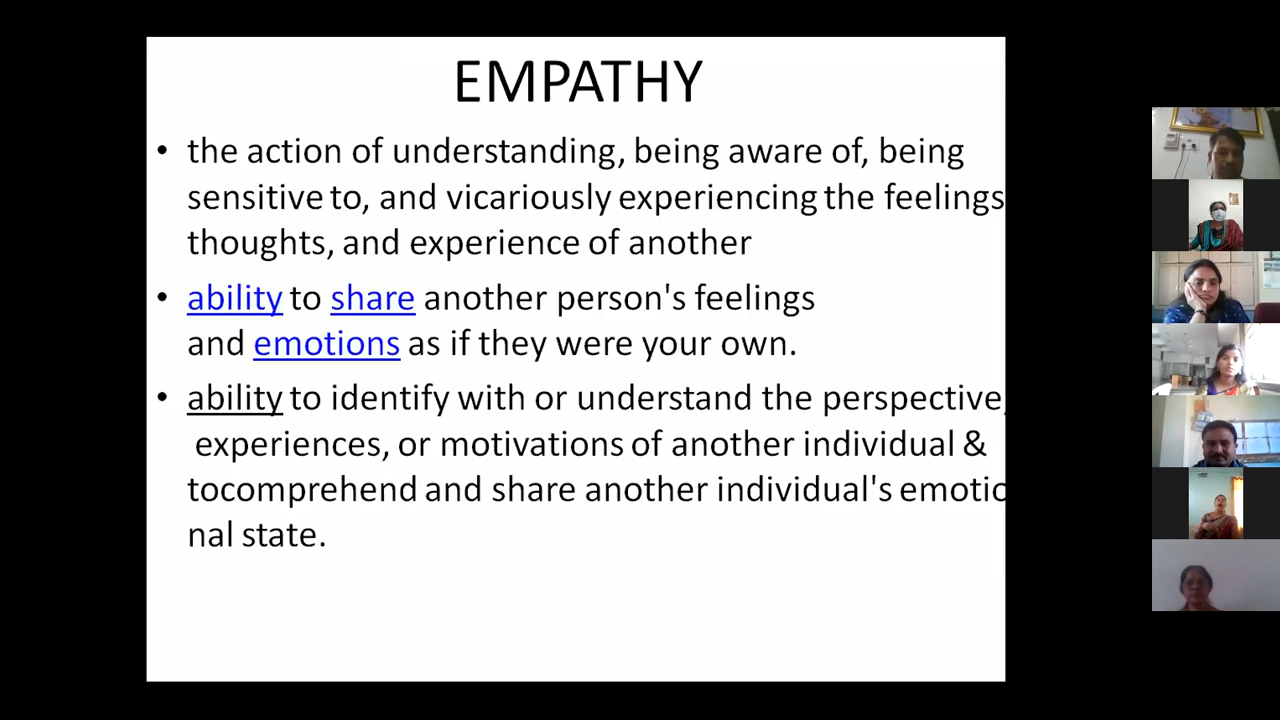 EMPATHY
• the action of understanding, being aware of, being
sensitive to, and vicariously experiencing the feelings
thoughts, and experience of another
• ability to share another person's feelings
and emotions as if they were your own.
• ability to identify with or understand the perspective,
experiences, or motivations of another individual &
tocomprehend and share another individual's emotio
nal state.